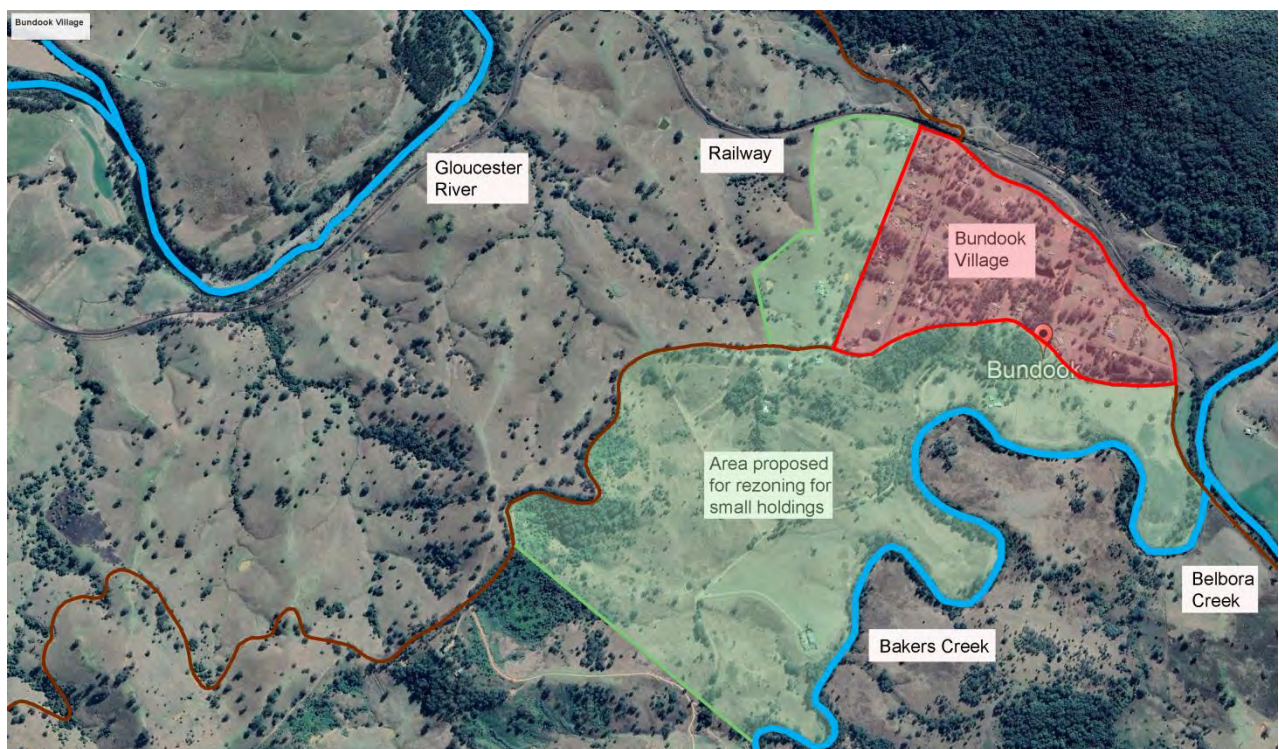 Bundook Village
Gloucester
River
Railway
Bundook
Village
Bundook
Area proposed
for rezoning for
small holdings
Belbora
Creek
Bakers Creek